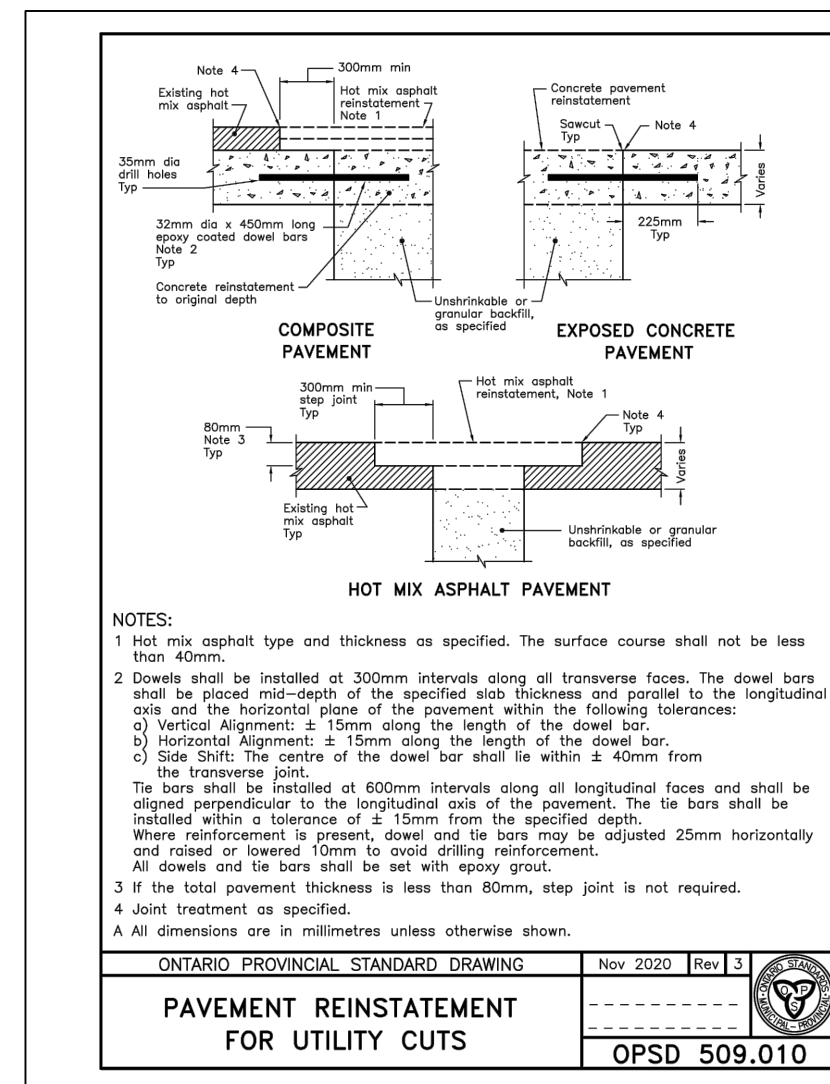 Note 4
300mm min
Existing hot
mix asphalt
Hot mix asphalt
reinstatement
Note 1
35mm dia
drill holes
Typ
32mm dia x 450mm long
epoxy coated dowel bars
Note 2
Typ
Concrete reinstatement
to original depth
COMPOSITE
PAVEMENT
Concrete pavement
reinstatement
Sawcut
Typ
Note 4
Varies
225mm
Typ
Unshrinkable or
granular backfill,
as specified
EXPOSED CONCRETE
PAVEMENT
300mm min
step joint
Typ
Hot mix asphalt
reinstatement, Note 1
Note 4
Typ
80mm
Note 3
Typ
Varies
Existing hot
mix asphalt
Typ
Unshrinkable or granular
backfill, as specified
HOT MIX ASPHALT PAVEMENT
NOTES:
1 Hot mix asphalt type and thickness as specified. The surface course shall not be less
than 40mm.
2 Dowels shall be installed at 300mm intervals along all transverse faces. The dowel bars
shall be placed mid-depth of the specified slab thickness and parallel to the longitudinal
axis and the horizontal plane of the pavement within the following tolerances:
a) Vertical Alignment: ± 15mm along the length of the dowel bar.
b) Horizontal Alignment: ± 15mm along the length of the dowel bar.
c) Side Shift: The centre of the dowel bar shall lie within ± 40mm from
the transverse joint.
Tie bars shall be installed at 600mm intervals along all longitudinal faces and shall be
aligned perpendicular to the longitudinal axis of the pavement. The tie bars shall be
installed within a tolerance of ± 15mm from the specified depth.
Where reinforcement is present, dowel and tie bars may be adjusted 25mm horizontally
and raised or lowered 10mm to avoid drilling reinforcement.
All dowels and tie bars shall be set with epoxy grout.
3 If the total pavement thickness is less than 80mm, step joint is not required.
4 Joint treatment as specified.
A All dimensions are in millimetres unless otherwise shown.
ONTARIO PROVINCIAL STANDARD DRAWING
Nov 2020 Rev 3
PAVEMENT REINSTATEMENT
FOR UTILITY CUTS
OPSD 509.010
ONTARIO STANDARDS
MUNICIPAL-PROVINCIAL
O P
S